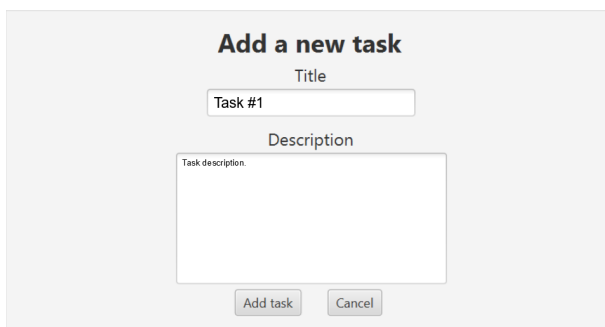 Add a new task
Title
Task #1
Description
Task description.
Add task Cancel